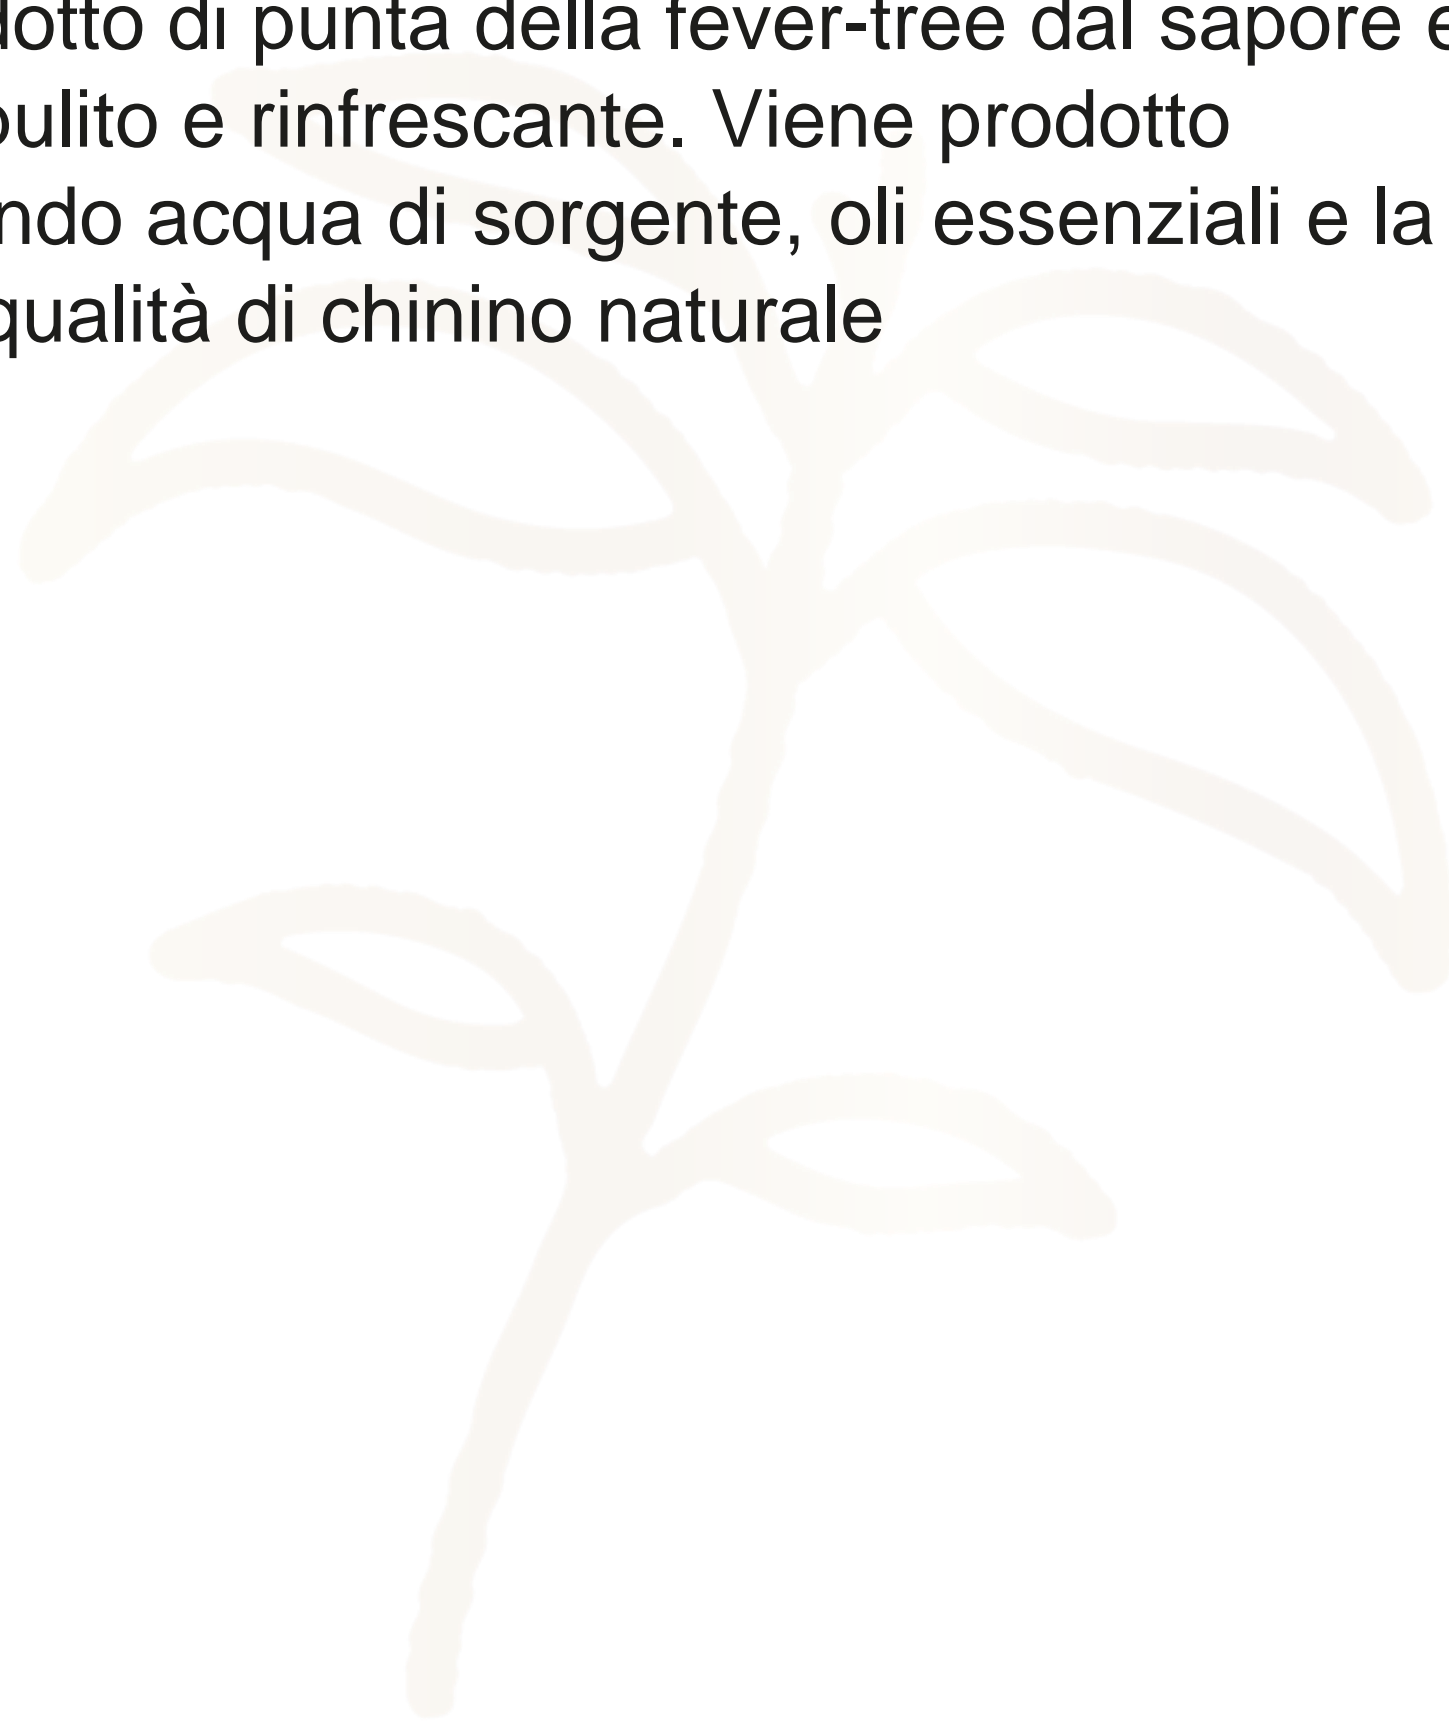 dotto di punta della fever-tree dal sapore e
pulito e rinfrescante. Viene prodotto
ndo acqua di sorgente, oli essenziali e la
qualità di chinino naturale